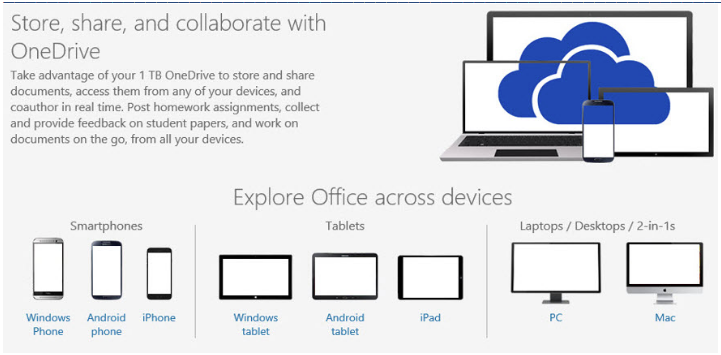 Store, share, and collaborate with
OneDrive
Take advantage of your 1 TB OneDrive to store and share
documents, access them from any of your devices, and
coauthor in real time. Post homework assignments, collect
and provide feedback on student papers, and work on
documents on the go, from all your devices.
Explore Office across devices
Smartphones
Windows
Phone
Android
phone
iPhone
Tablets
Windows
tablet
Android
tablet
iPad
Laptops / Desktops / 2-in-1s
PC
Mac